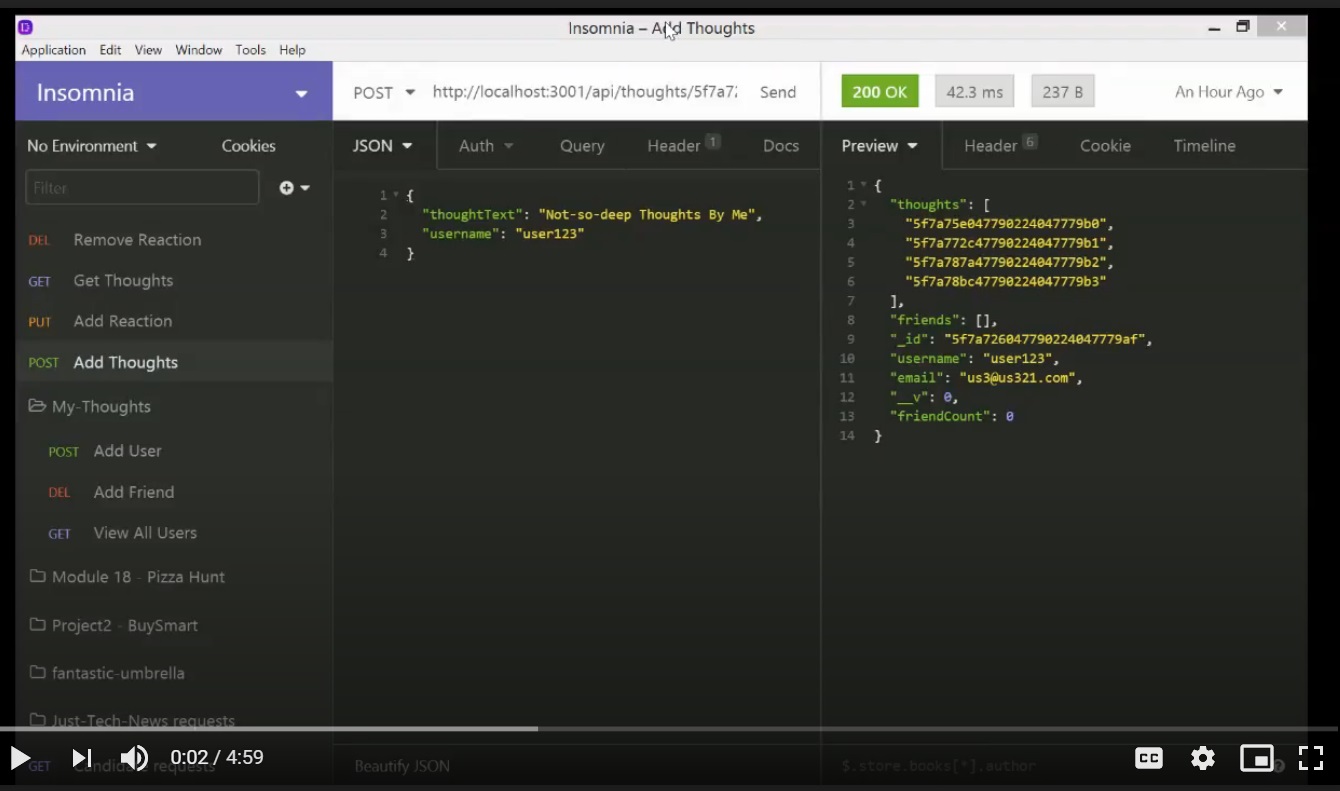 Insomnia – Add Thoughts
Application Edit View Window Tools Help
Insomnia
POST http://localhost:3001/api/thoughts/5f7a72 Send
200 OK 42.3 ms 237 B An Hour Ago
No Environment Cookies
JSON Auth Query Header 1 Docs
Preview Header 6 Cookie Timeline
Filter
DEL Remove Reaction
GET Get Thoughts
PUT Add Reaction
POST Add Thoughts
My-Thoughts
POST Add User
DEL Add Friend
GET View All Users
Module 18 - Pizza Hunt
Project2 - BuySmart
fantastic-umbrella
Just-Tech-News requests
GET Candidate requests
1 {
2 "thoughtText": "Not-so-deep Thoughts By Me",
3 "username": "user123"
4 }
Beautify JSON
1 {
2 "thoughts": [
3 "5f7a75e047790224047779b0",
4 "5f7a772c47790224047779b1",
5 "5f7a787a47790224047779b2",
6 "5f7a78bc47790224047779b3"
7 ],
8 "friends": [],
9 "_id": "5f7a726047790224047779af",
10 "username": "user123",
11 "email": "us3@us321.com",
12 "__v": 0,
13 "friendCount": 0
14 }
$.store.books[*].author
0:02 / 4:59
CC